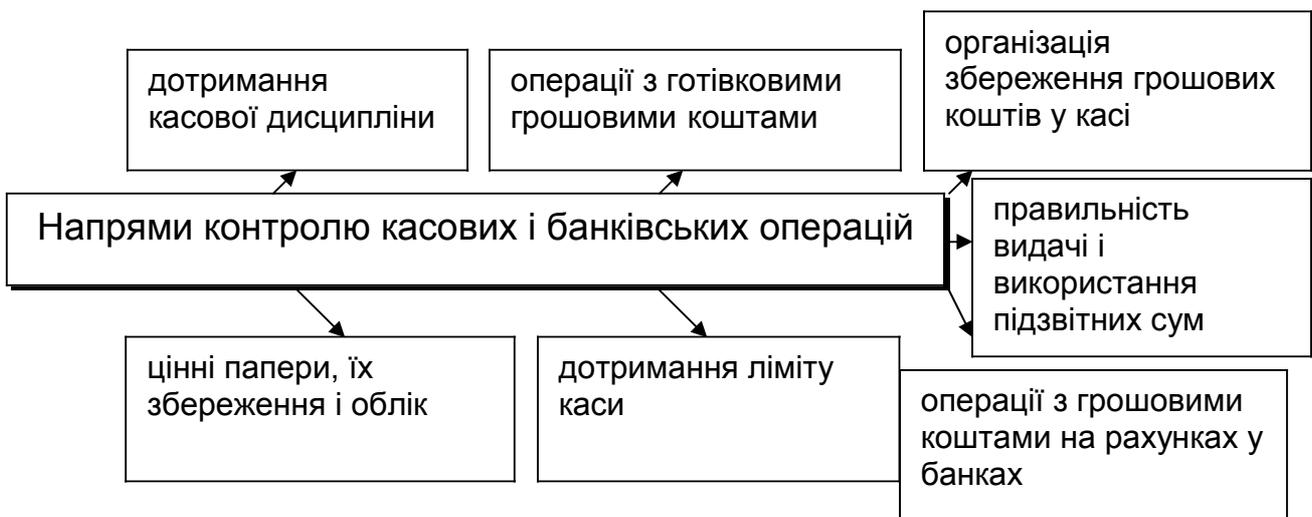 дотримання
касової дисципліни
операції з готівковими
грошовими коштами
організація
збереження грошових
коштів у касі
Напрями контролю касових і банківських операцій
правильність
видачі і
використання
підзвітних сум
цінні папери, їх
збереження і облік
дотримання ліміту
каси
операції з грошовими
коштами на рахунках у
банках